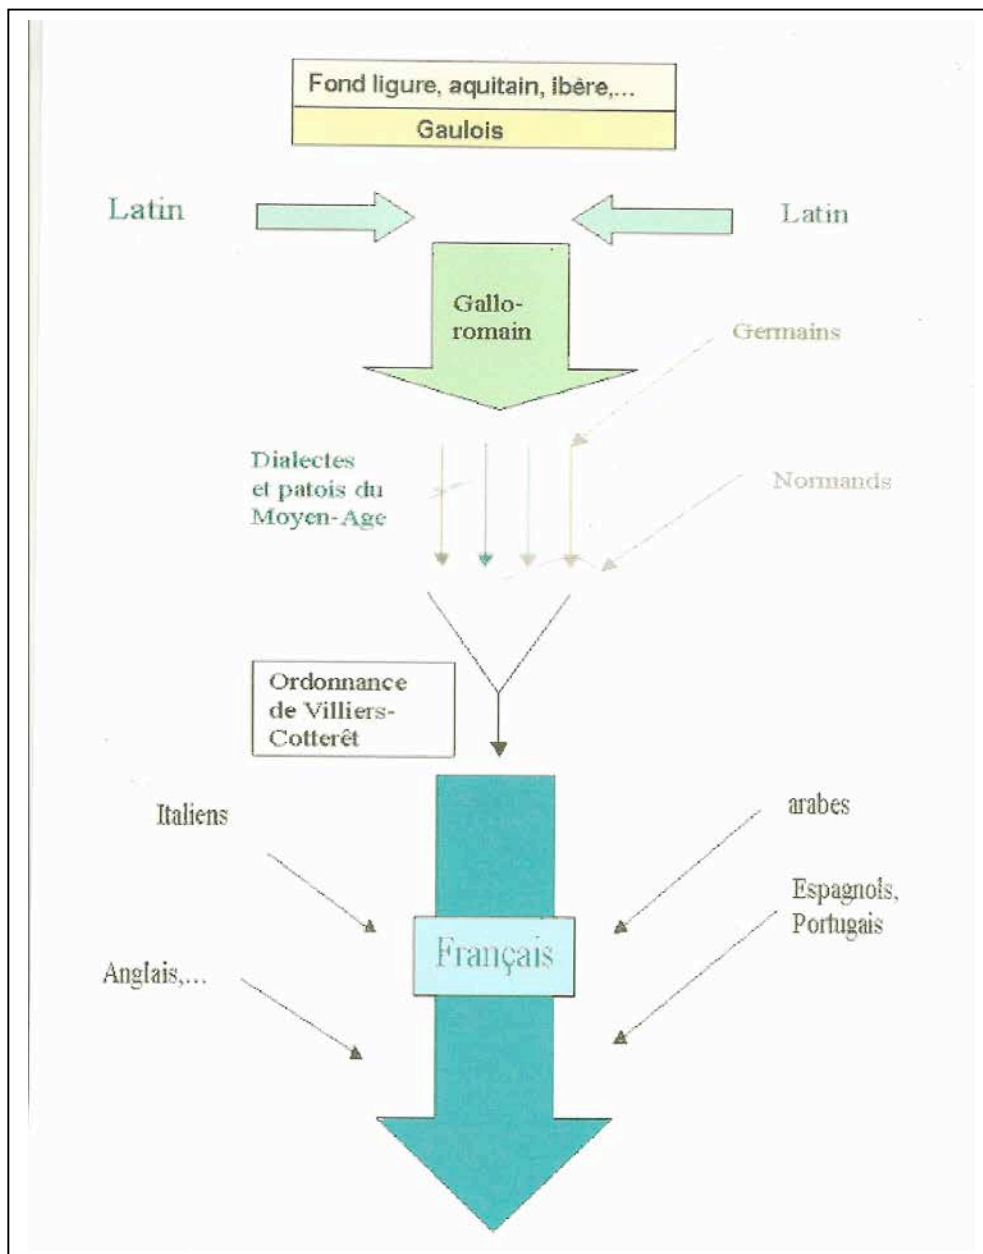 Fond ligure, aquitain, ibère,...
Gaulois
Latin
Latin
Gallo-
romain
Germains
Dialectes
et patois du
Moyen-Age
Normands
Ordonnance
de Villiers-
Cotterêt
Italiens
arabes
Espagnols,
Portugais
Français
Anglais,...